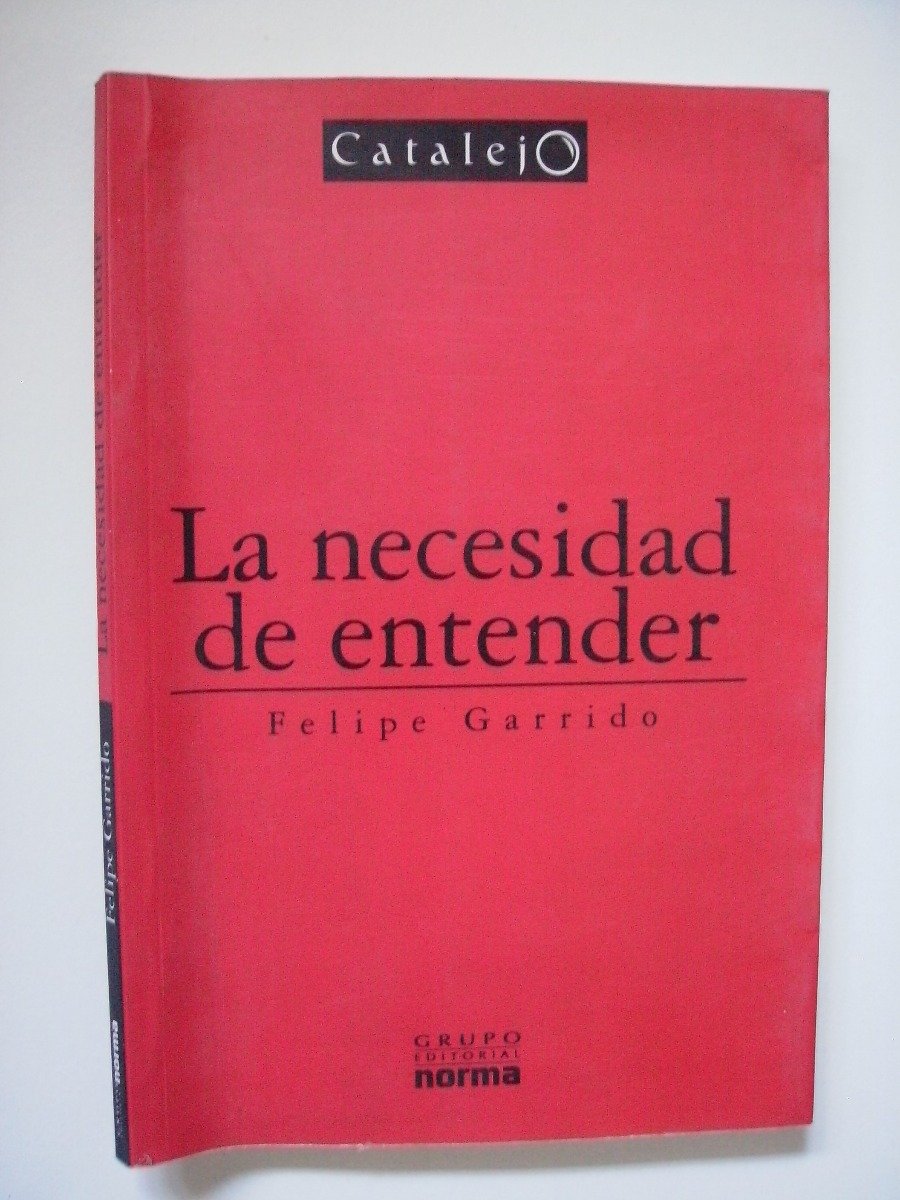 CatalejO
La necesidad
de entender
Felipe Garrido
GRUPO
EDITORIAL
norma
La necesidad de entender
Felipe Garrido
norma